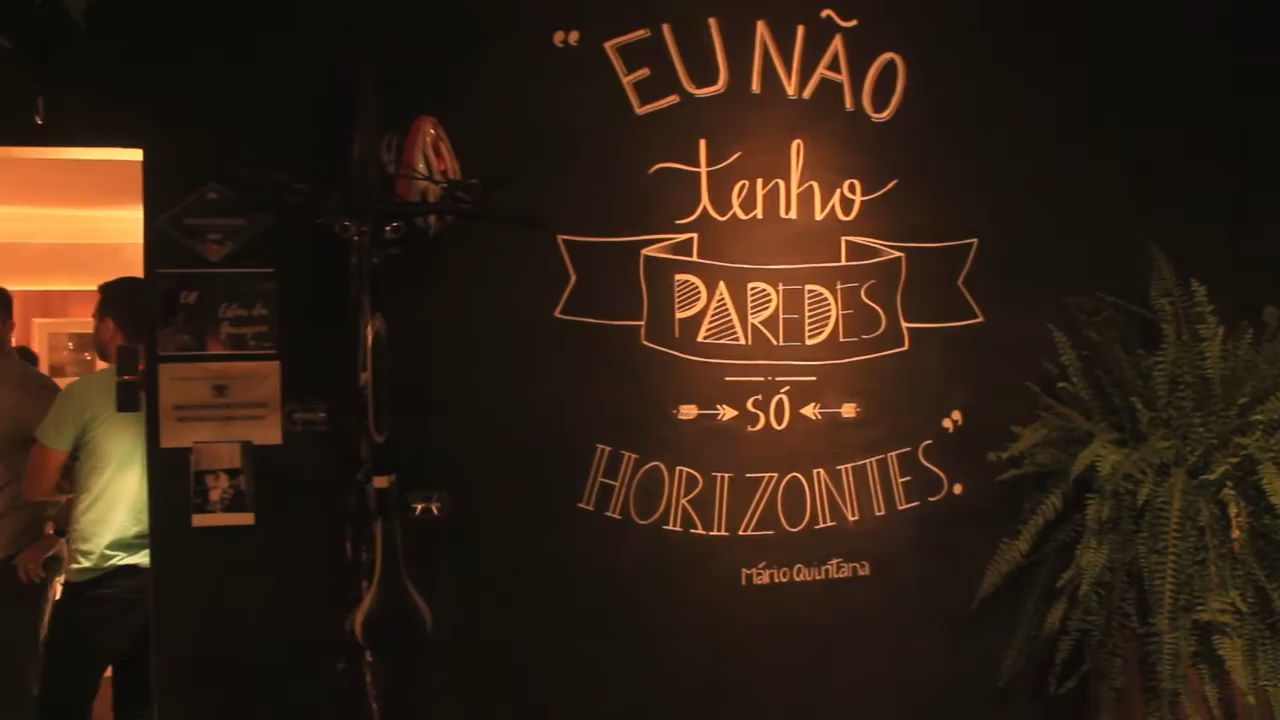 “EU NÃO
tenho
PAREDES
SÓ
HORIZONTES.”
Mário Quintana